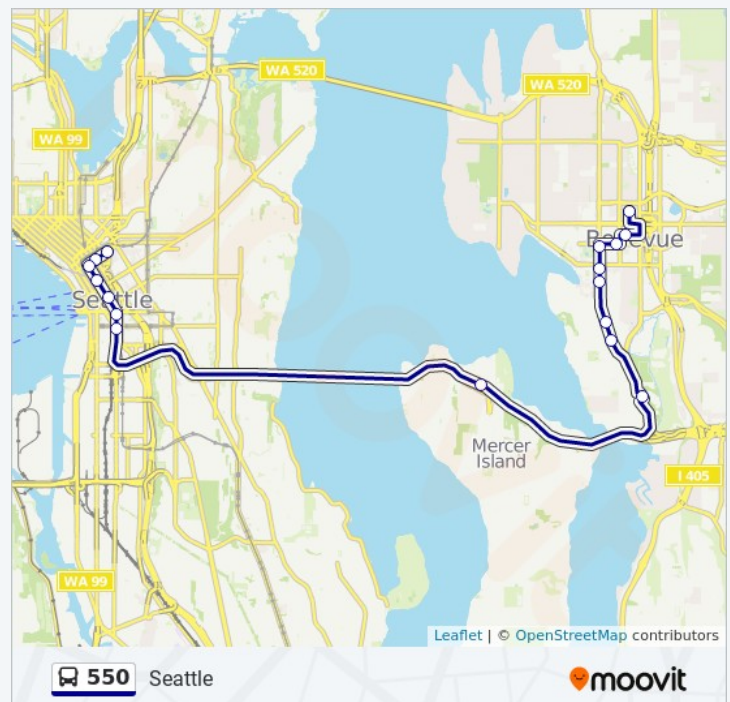 WA 520
WA 520
WA 99
Bellevue
Seattle
Mercer
Island
I 405
WA 99
Leaflet | © OpenStreetMap contributors
550 Seattle
moovit